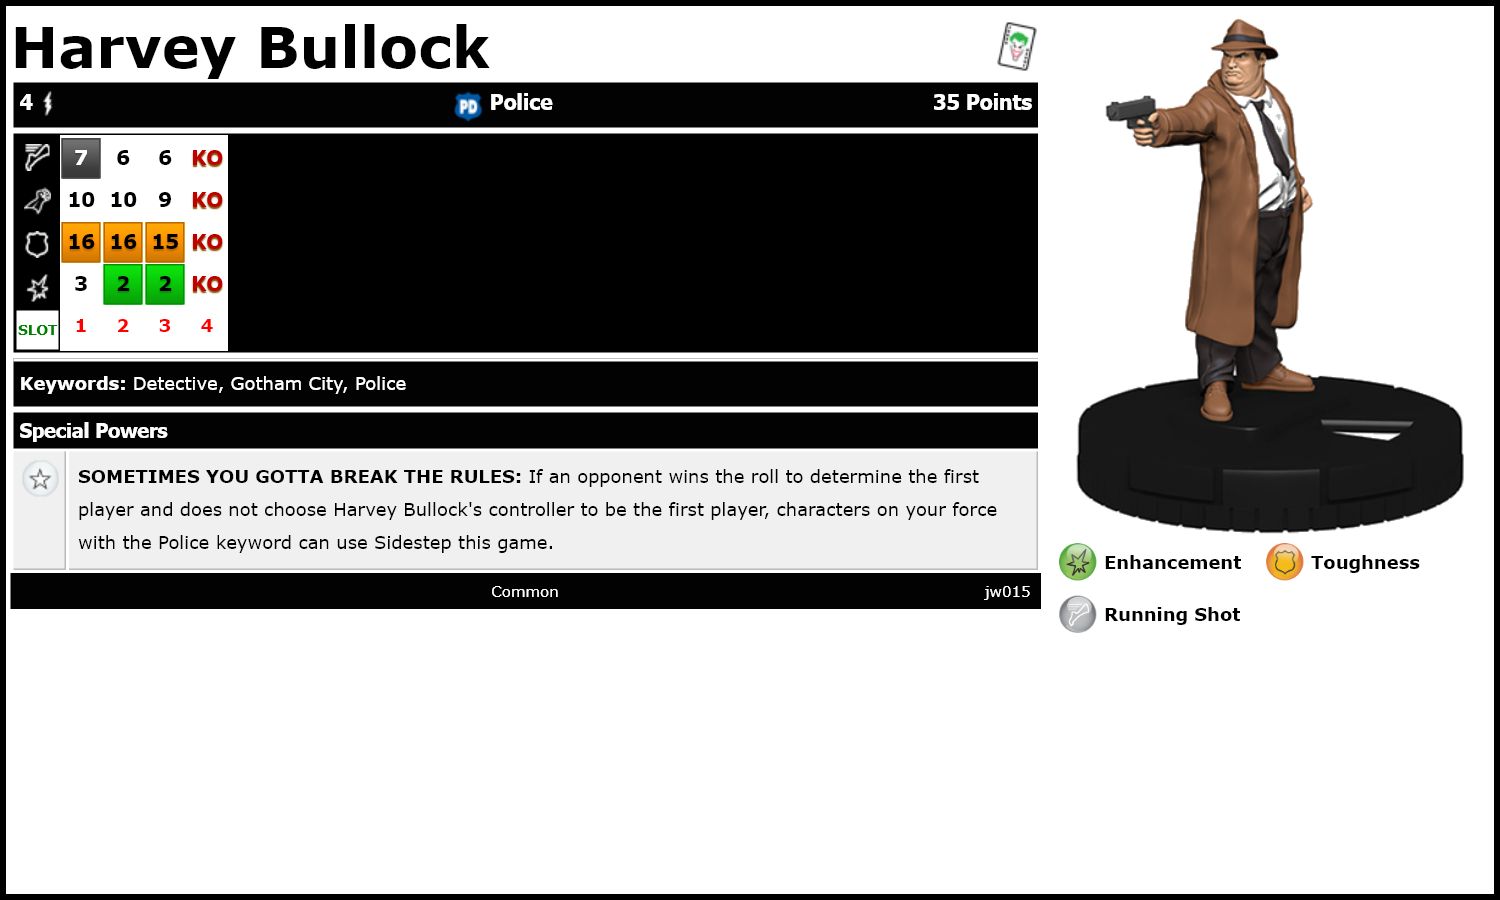 Harvey Bullock
4 PD Police 35 Points
7 6 6 KO
10 10 9 KO
16 16 15 KO
3 2 2 KO
SLOT 1 2 3 4
Keywords: Detective, Gotham City, Police
Special Powers
SOMETIMES YOU GOTTA BREAK THE RULES: If an opponent wins the roll to determine the first
player and does not choose Harvey Bullock's controller to be the first player, characters on your force
with the Police keyword can use Sidestep this game.
Common jw015
Enhancement Toughness
Running Shot